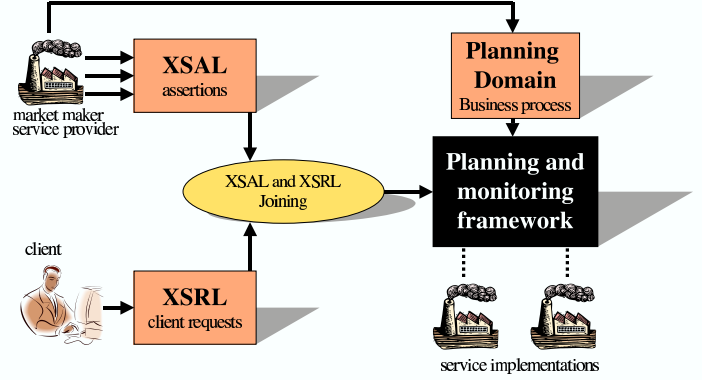 XSAL
assertions
Planning
Domain
Business process
market maker
service provider
Planning and
monitoring
framework
XSAL and XSRL
Joining
client
XSRL
client requests
service implementations